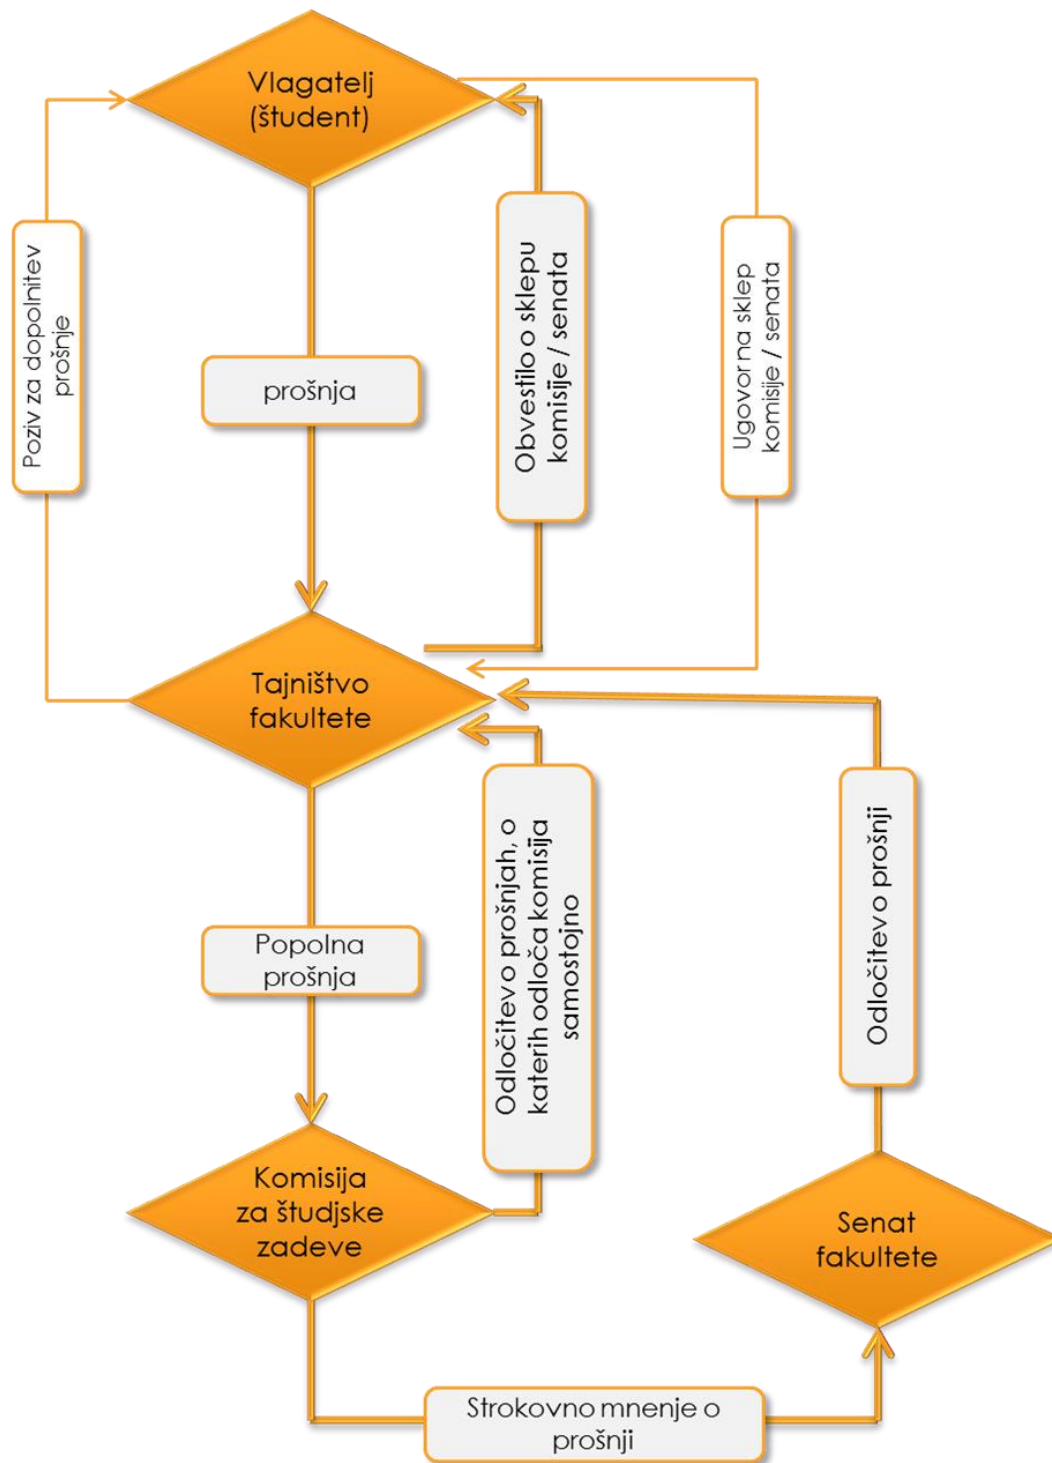 Vlagatelj
(študent)
Poziv za dopolnitev
prošnje
prošnja
Obvestilo o sklepu
komisije / senata
Ugovor na sklep
komisije / senata
Tajništvo
fakultete
Popolna
prošnja
Odločitev o prošnjah, o
katerih odloča komisija
samostojno
Odločitev o prošnji
Komisija
za študjske
zadeve
Senat
fakultete
Strokovno mnenje o
prošnji